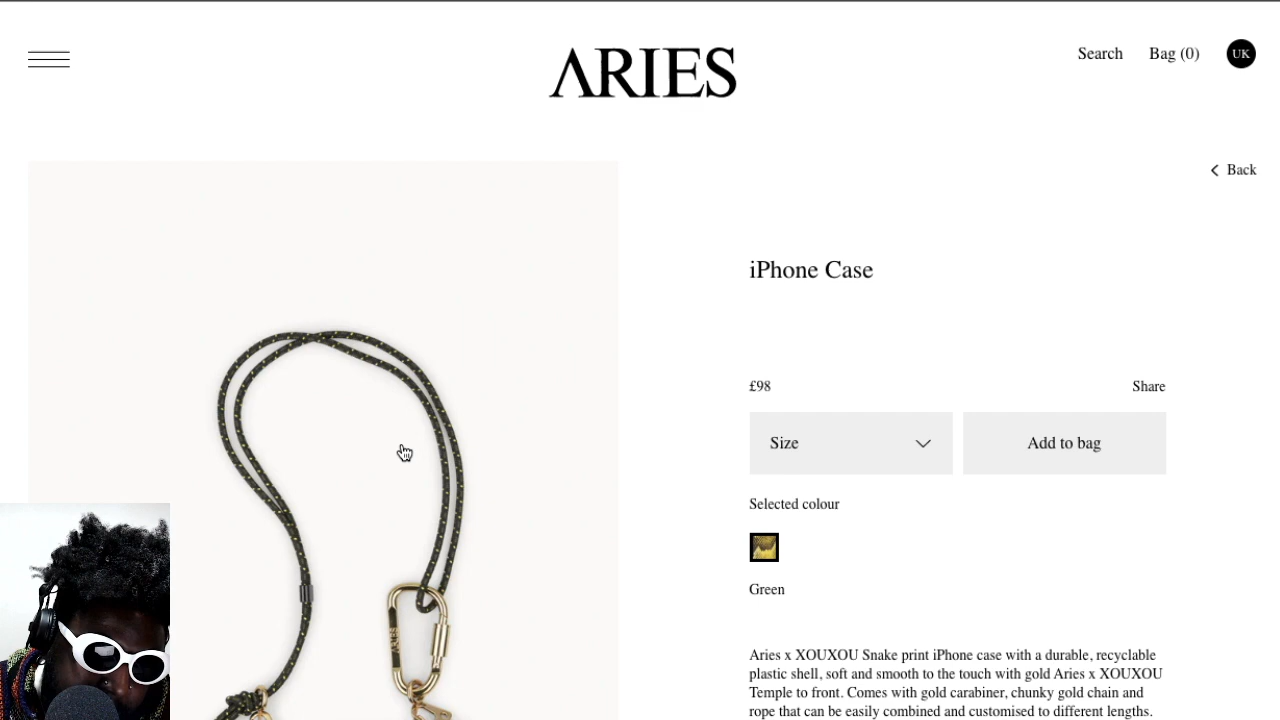 ARIES
Search
Bag (0)
UK
Back
iPhone Case
£98
Share
Size
Add to bag
Selected colour
Green
ARIES
Aries x XOUXOU Snake print iPhone case with a durable, recyclable
plastic shell, soft and smooth to the touch with gold Aries x XOUXOU
Temple to front. Comes with gold carabiner, chunky gold chain and
rope that can be easily combined and customised to different lengths.